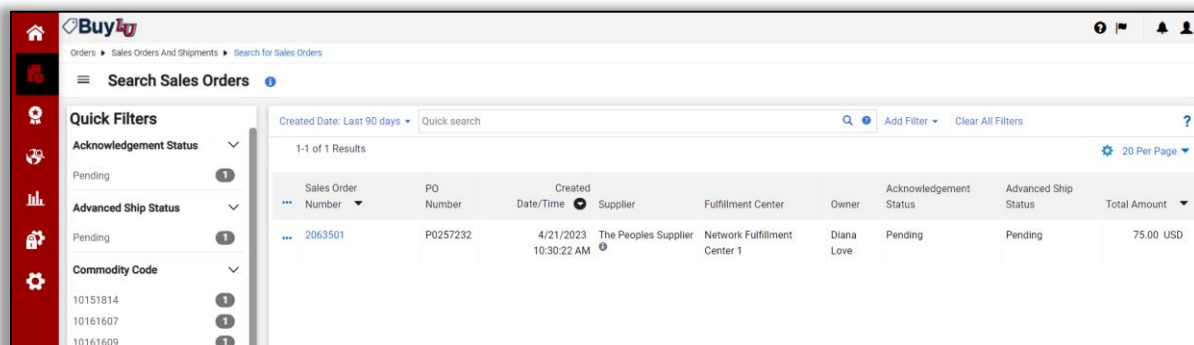 BuyLU
Orders ▸ Sales Orders And Shipments ▸ Search for Sales Orders
Search Sales Orders
Quick Filters
Acknowledgement Status
Pending 1
Advanced Ship Status
Pending 1
Commodity Code
10151814 1
10161607 1
10161609 1
Created Date: Last 90 days Quick search Add Filter Clear All Filters ?
1-1 of 1 Results 20 Per Page
Sales Order Number PO Number Created Date/Time Supplier Fulfillment Center Owner Acknowledgement Status Advanced Ship Status Total Amount
2063501 P0257232 4/21/2023 The Peoples Supplier Network Fulfillment Diana Pending Pending 75.00 USD
10:30:22 AM Center 1 Love